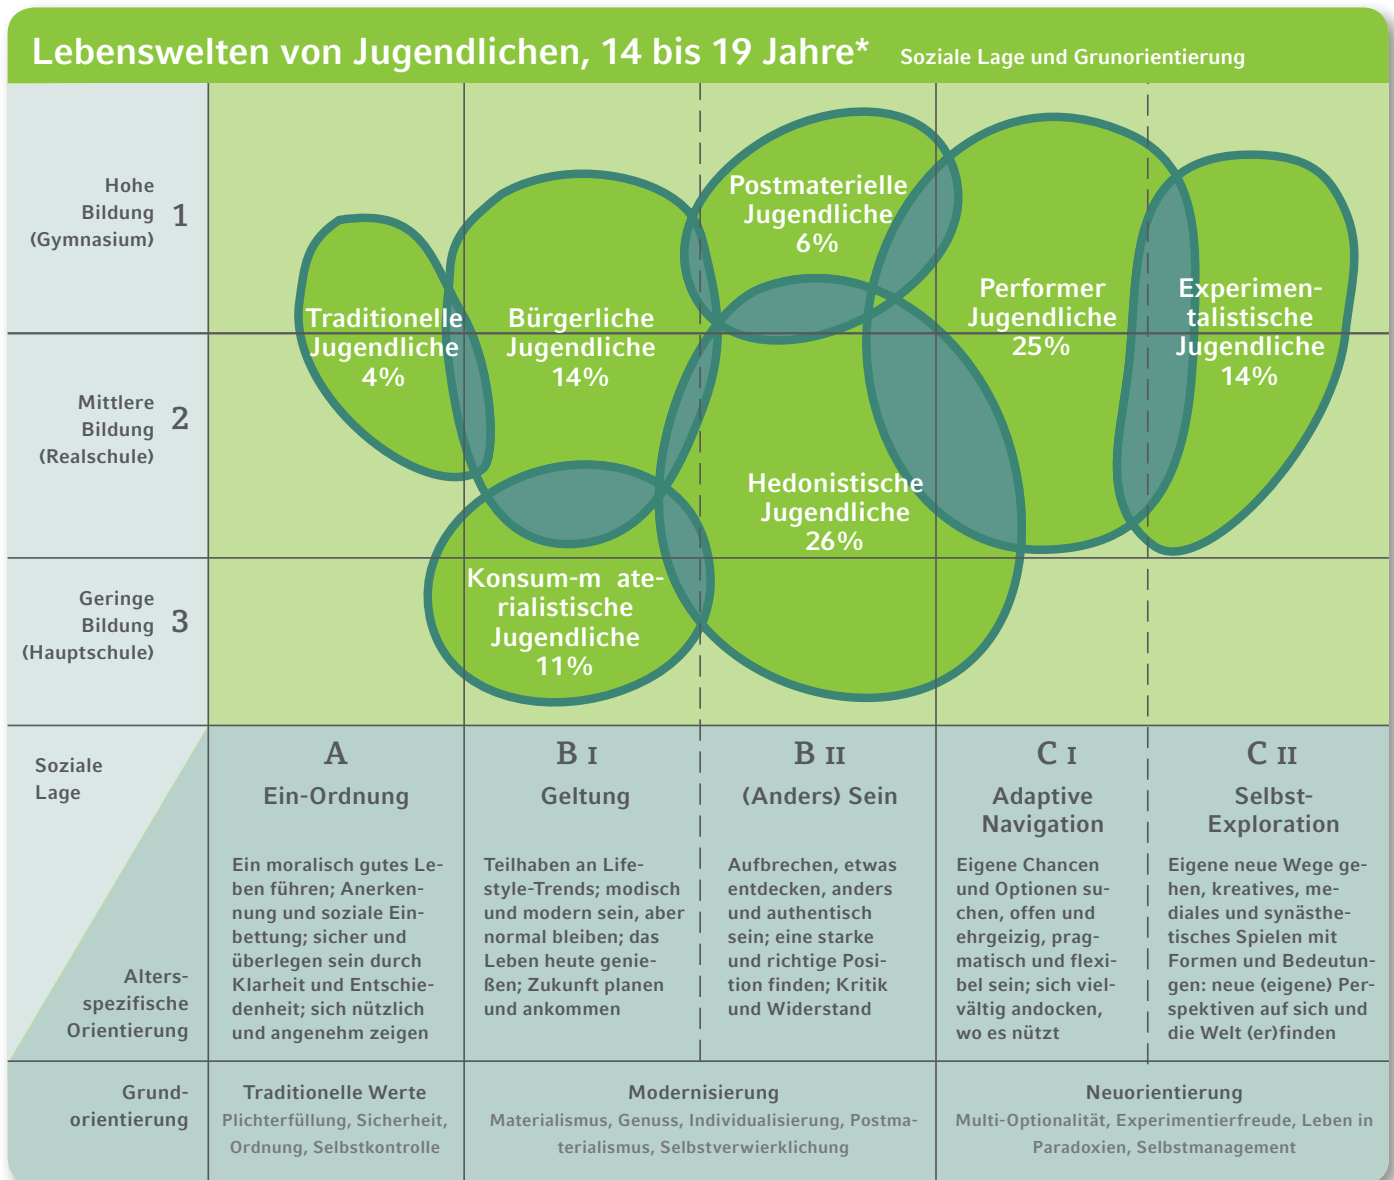 Lebenswelten von Jugendlichen, 14 bis 19 Jahre* Soziale Lage und Grunorientierung
Hohe
Bildung 1
(Gymnasium)
Mittlere
Bildung 2
(Realschule)
Geringe
Bildung 3
(Hauptschule)
Traditionelle
Jugendliche
4%
Bürgerliche
Jugendliche
14%
Postmaterielle
Jugendliche
6%
Performer
Jugendliche
25%
Experimen-
talistische
Jugendliche
14%
Hedonistische
Jugendliche
26%
Konsum-m ate-
rialistische
Jugendliche
11%
Soziale
Lage
Alters-
spezifische
Orientierung
A
Ein-Ordnung
Ein moralisch gutes Le-
ben führen; Anerken-
nung und soziale Ein-
bettung; sicher und
überlegen sein durch
Klarheit und Entschie-
denheit; sich nützlich
und angenehm zeigen
B I
Geltung
Teilhaben an Life-
style-Trends; modisch
und modern sein, aber
normal bleiben; das
Leben heute genie-
ßen; Zukunft planen
und ankommen
B II
(Anders) Sein
Aufbrechen, etwas
entdecken, anders
und authentisch
sein; eine starke
und richtige Posi-
tion finden; Kritik
und Widerstand
C I
Adaptive
Navigation
Eigene Chancen
und Optionen su-
chen, offen und
ehrgeizig, prag-
matisch und flexi-
bel sein; sich viel-
vältig andocken,
wo es nützt
C II
Selbst-
Exploration
Eigene neue Wege ge-
hen, kreatives, me-
diales und synästhe-
tisches Spielen mit
Formen und Bedeutun-
gen: neue (eigene) Per-
spektiven auf sich und
die Welt (er)finden
Grund-
orientierung
Traditionelle Werte
Plichterfüllung, Sicherheit,
Ordnung, Selbstkontrolle
Modernisierung
Materialismus, Genuss, Individualisierung, Postma-
terialismus, Selbstverwierklichung
Neuorientierung
Multi-Optionalität, Experimentierfreude, Leben in
Paradoxien, Selbstmanagement